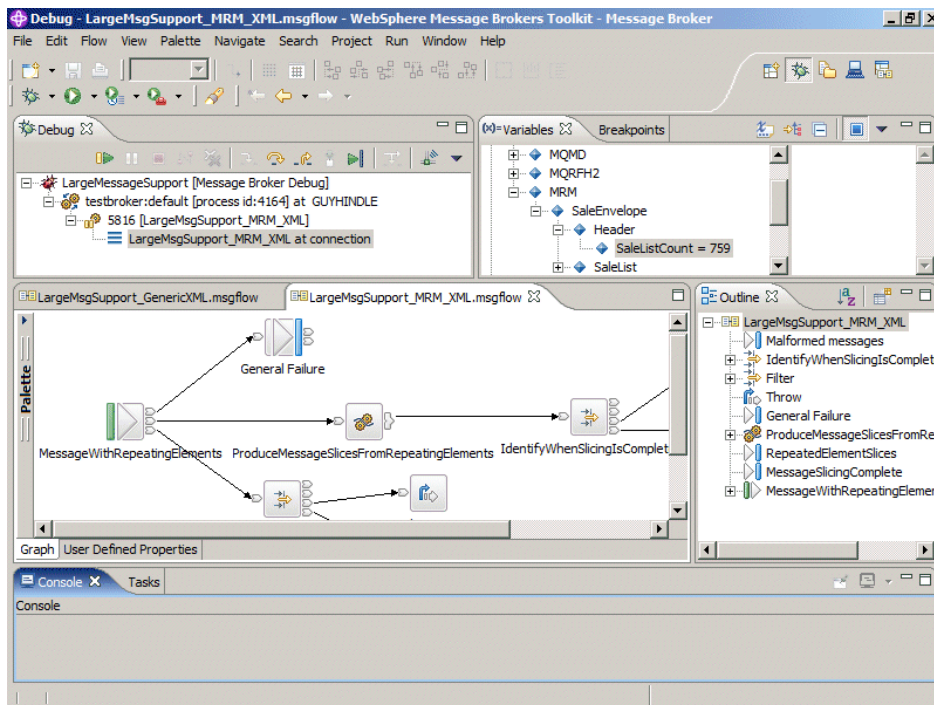 Debug - LargeMsgSupport_MRM_XML.msgflow - WebSphere Message Brokers Toolkit - Message Broker
File Edit Flow View Palette Navigate Search Project Run Window Help
Debug
LargeMessageSupport [Message Broker Debug]
testbroker:default [process id:4164] at GUYHINDLE
5816 [LargeMsgSupport_MRM_XML]
LargeMsgSupport_MRM_XML at connection
(x)= Variables Breakpoints
MQMD
MQRFH2
MRM
SaleEnvelope
Header
SaleListCount = 759
SaleList
LargeMsgSupport_GenericXML.msgflow LargeMsgSupport_MRM_XML.msgflow
Palette
General Failure
MessageWithRepeatingElements ProduceMessageSlicesFromRepeatingElements IdentifyWhenSlicingIsComplet
Graph User Defined Properties
Outline
LargeMsgSupport_MRM_XML
Malformed messages
IdentifyWhenSlicingIsComplet
Filter
Throw
General Failure
ProduceMessageSlicesFromRe
RepeatedElementSlices
MessageSlicingComplete
MessageWithRepeatingElemer
Console Tasks
Console